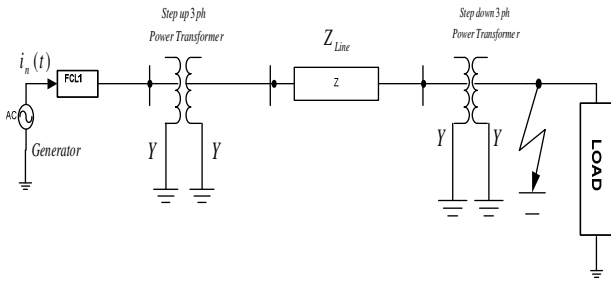 Step up 3 ph
Power Transformer
Step down 3 ph
Power Transformer
Z_Line
i_n(t)
FCL1
Z
AC
Generator
Y
Y
Y
Y
LOAD